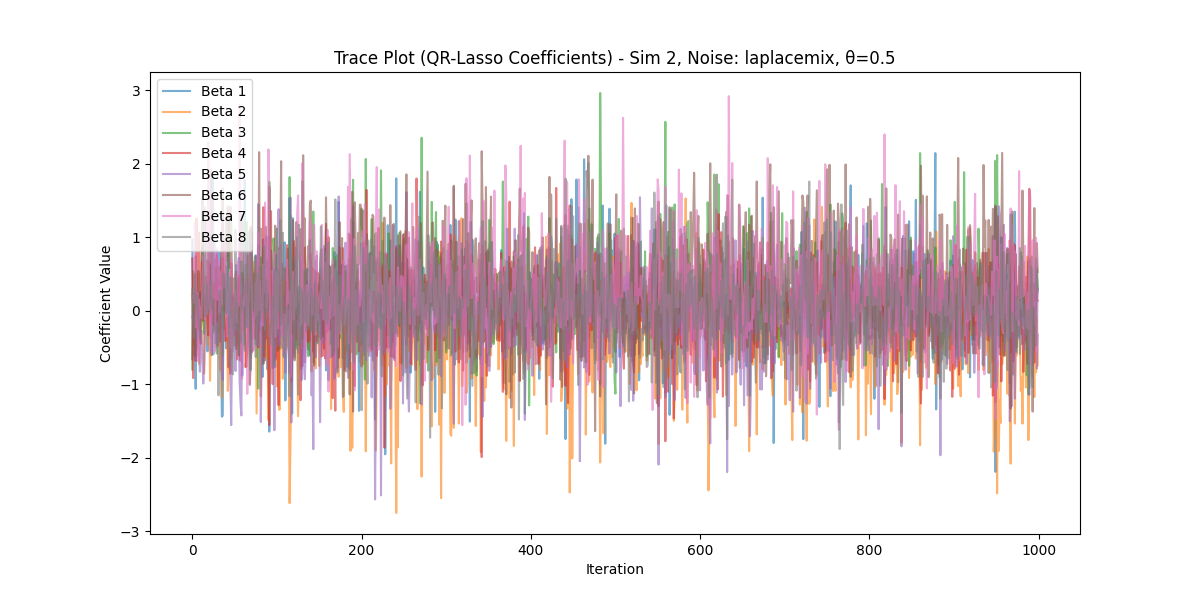 Trace Plot (QR-Lasso Coefficients) - Sim 2, Noise: laplacemix, θ=0.5
Beta 1
Beta 2
Beta 3
Beta 4
Beta 5
Beta 6
Beta 7
Beta 8
Coefficient Value
3
2
1
0
−1
−2
−3
0 200 400 600 800 1000
Iteration